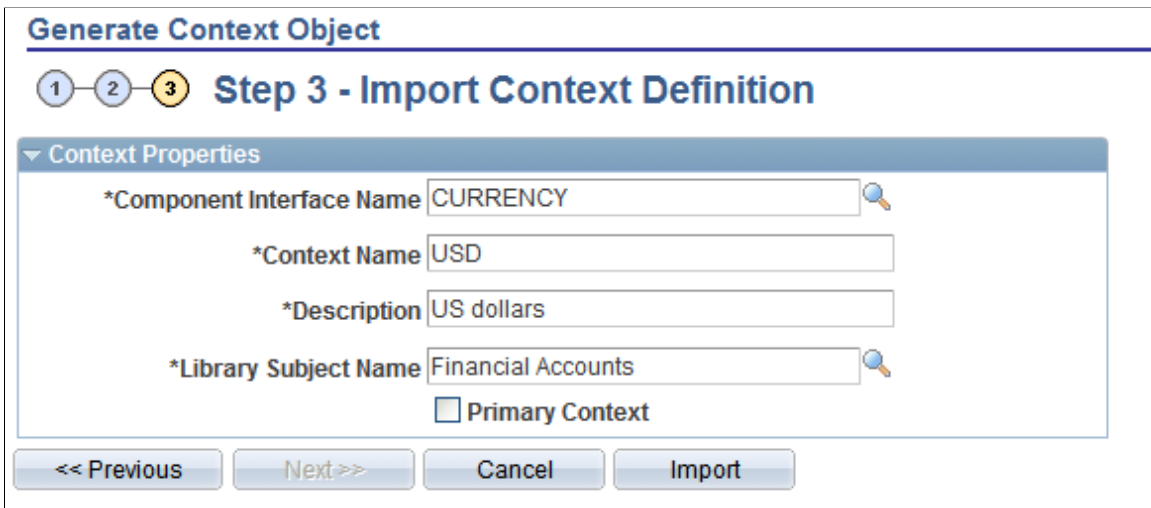 Generate Context Object
1 2 3 Step 3 - Import Context Definition
Context Properties
*Component Interface Name CURRENCY
*Context Name USD
*Description US dollars
*Library Subject Name Financial Accounts
Primary Context
<< Previous Next >> Cancel Import